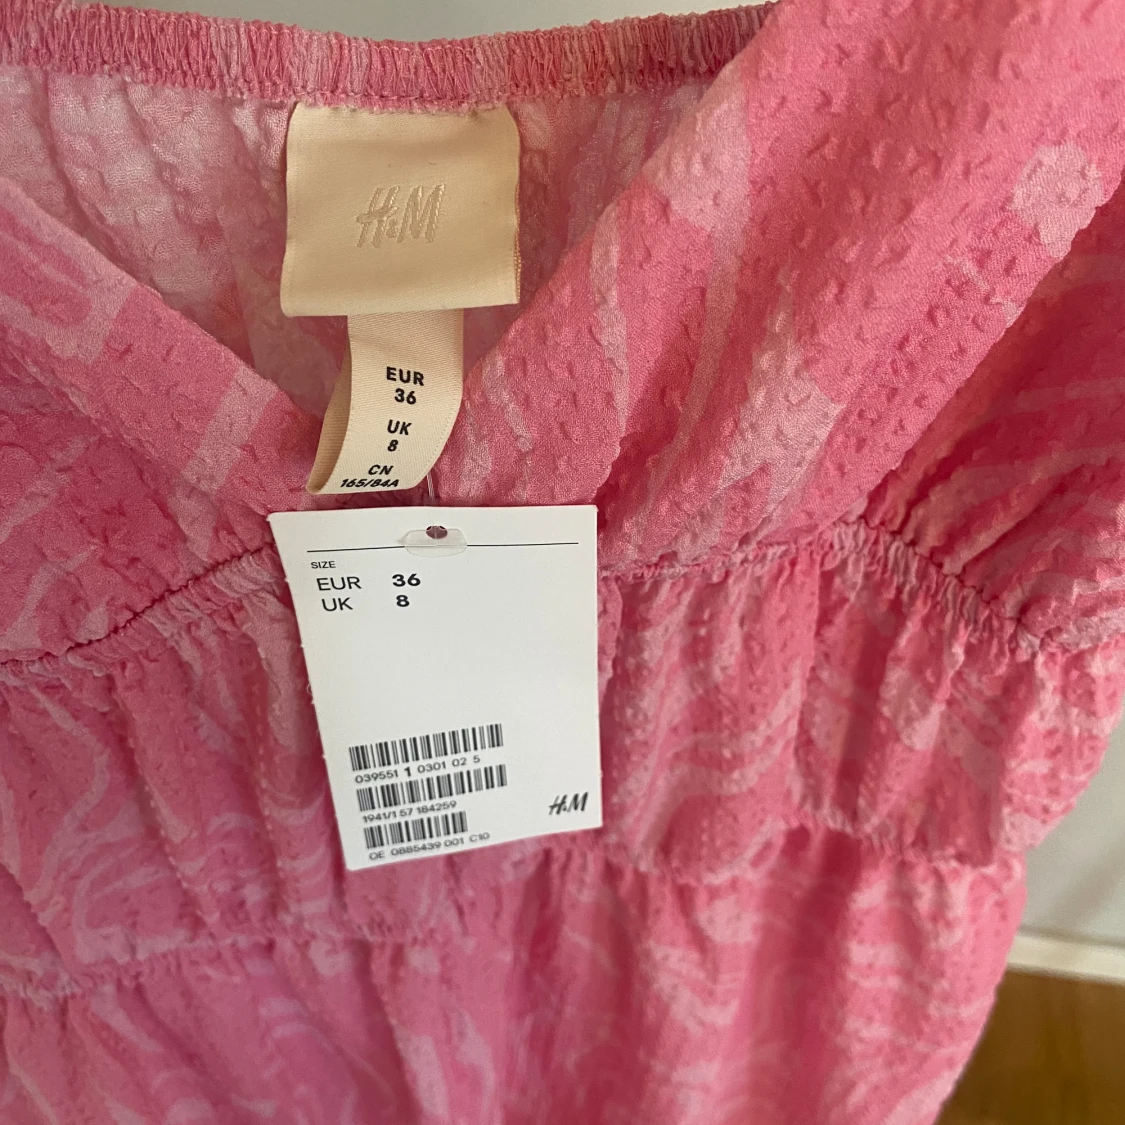 H&M
EUR
36
UK
8
CN
165/84A
SIZE
EUR 36
UK 8
039551 1 0301 02 5
1941/1 57 184259
H&M
OE 0885439 001 C10